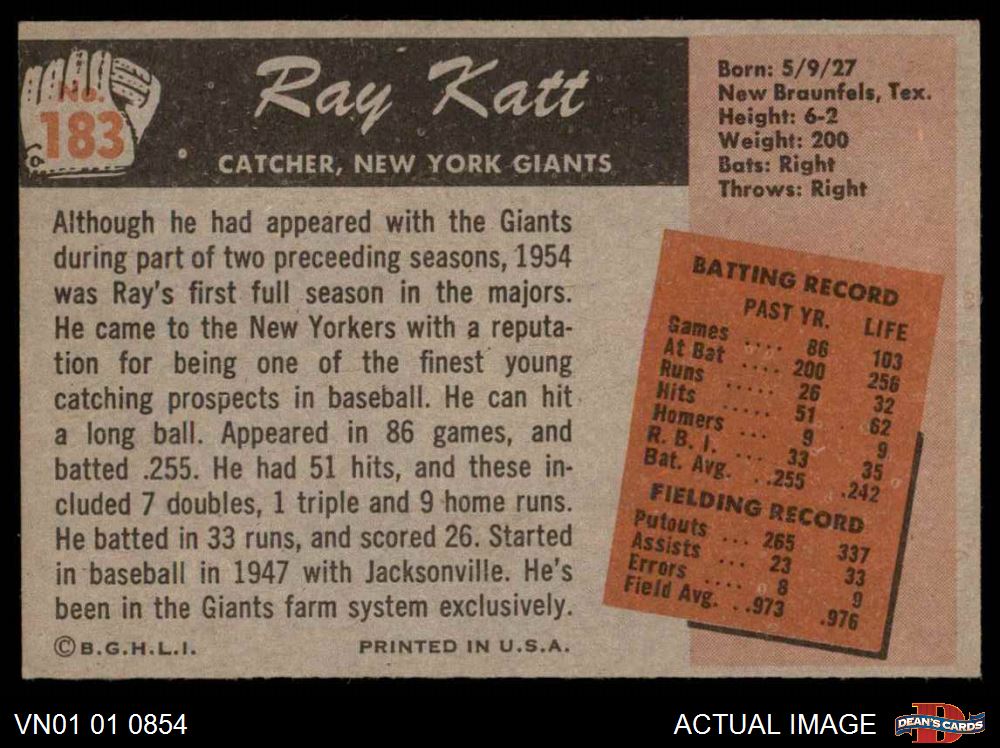 No.
183
Ray Katt
CATCHER, NEW YORK GIANTS
Born: 5/9/27
New Braunfels, Tex.
Height: 6-2
Weight: 200
Bats: Right
Throws: Right
Although he had appeared with the Giants
during part of two preceeding seasons, 1954
was Ray's first full season in the majors.
He came to the New Yorkers with a reputa-
tion for being one of the finest young
catching prospects in baseball. He can hit
a long ball. Appeared in 86 games, and
batted .255. He had 51 hits, and these in-
cluded 7 doubles, 1 triple and 9 home runs.
He batted in 33 runs, and scored 26. Started
in baseball in 1947 with Jacksonville. He's
been in the Giants farm system exclusively.
BATTING RECORD
PAST YR. LIFE
Games .... 86 103
At Bat .... 200 256
Runs ..... 26 32
Hits ..... 51 62
Homers ... 9 9
R. B. I. ... 33 35
Bat. Avg. ..255 .242
FIELDING RECORD
Putouts ... 265 337
Assists ... 23 33
Errors .... 8 9
Field Avg. ..973 .976
©B.G.H.L.I. PRINTED IN U.S.A.
VN01 01 0854
ACTUAL IMAGE
DEAN'S CARDS